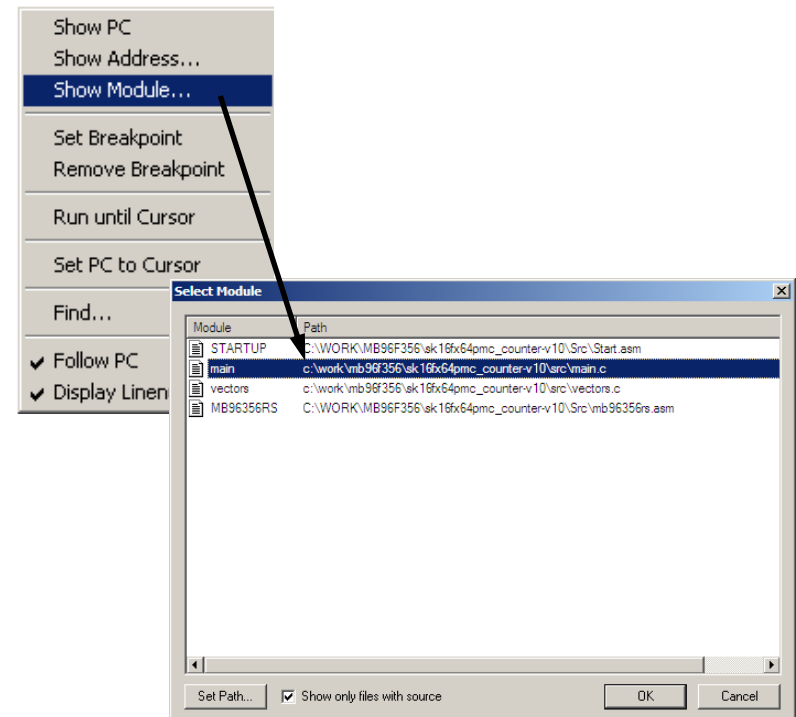 Show PC
Show Address...
Show Module...
Set Breakpoint
Remove Breakpoint
Run until Cursor
Set PC to Cursor
Find...
Follow PC
Display
Select Module
Module Path
STARTUP C:\WORK\MB96F356\sk16fx64pmc_counter-v10\Src\Start.asm
main c:\work\mb96f356\sk16fx64pmc_counter-v10\src\main.c
vectors c:\work\mb96f356\sk16fx64pmc_counter-v10\src\vectors.c
MB96356RS C:\WORK\MB96F356\sk16fx64pmc_counter-v10\Src\mb96356rs.asm
Set Path... Show only files with source OK Cancel